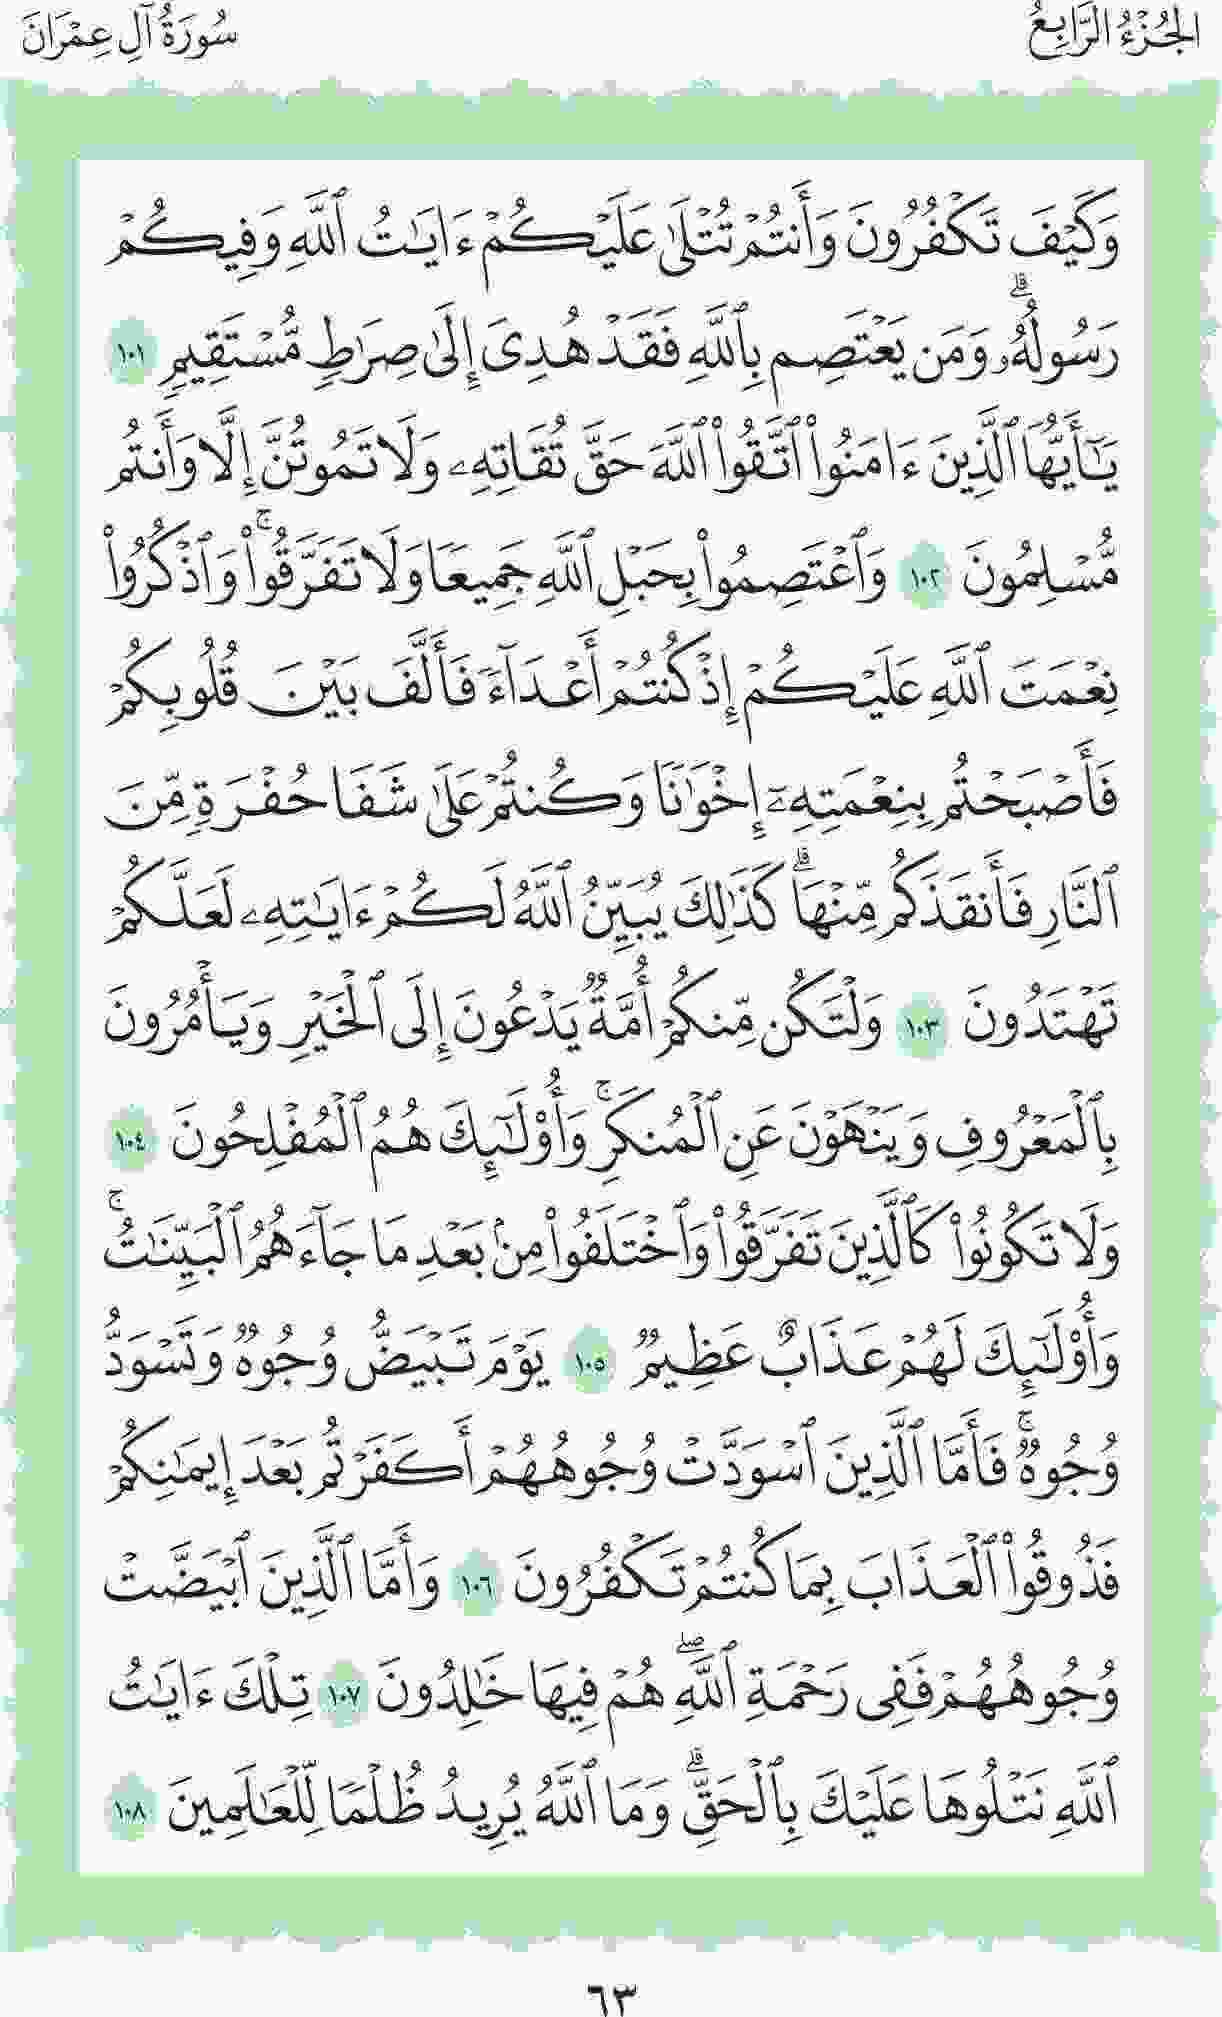 الجُزْءُ الرَّابِعُ
سُورَةُ آلِ عِمْرَانَ
وَكَيْفَ تَكْفُرُونَ وَأَنتُمْ تُتْلَىٰ عَلَيْكُمْ ءَايَٰتُ ٱللَّهِ وَفِيكُمْ
رَسُولُهُۥۗ وَمَن يَعْتَصِم بِٱللَّهِ فَقَدْ هُدِىَ إِلَىٰ صِرَٰطٍ مُّسْتَقِيمٍ ١٠١
يَٰٓأَيُّهَا ٱلَّذِينَ ءَامَنُوا۟ ٱتَّقُوا۟ ٱللَّهَ حَقَّ تُقَاتِهِۦ وَلَا تَمُوتُنَّ إِلَّا وَأَنتُم
مُّسْلِمُونَ ١٠٢ وَٱعْتَصِمُوا۟ بِحَبْلِ ٱللَّهِ جَمِيعًا وَلَا تَفَرَّقُوا۟ۚ وَٱذْكُرُوا۟
نِعْمَتَ ٱللَّهِ عَلَيْكُمْ إِذْ كُنتُمْ أَعْدَآءً فَأَلَّفَ بَيْنَ قُلُوبِكُمْ
فَأَصْبَحْتُم بِنِعْمَتِهِۦٓ إِخْوَٰنًا وَكُنتُمْ عَلَىٰ شَفَا حُفْرَةٍ مِّنَ
ٱلنَّارِ فَأَنقَذَكُم مِّنْهَاۗ كَذَٰلِكَ يُبَيِّنُ ٱللَّهُ لَكُمْ ءَايَٰتِهِۦ لَعَلَّكُمْ
تَهْتَدُونَ ١٠٣ وَلْتَكُن مِّنكُمْ أُمَّةٌ يَدْعُونَ إِلَى ٱلْخَيْرِ وَيَأْمُرُونَ
بِٱلْمَعْرُوفِ وَيَنْهَوْنَ عَنِ ٱلْمُنكَرِۚ وَأُو۟لَٰٓئِكَ هُمُ ٱلْمُفْلِحُونَ ١٠٤
وَلَا تَكُونُوا۟ كَٱلَّذِينَ تَفَرَّقُوا۟ وَٱخْتَلَفُوا۟ مِنۢ بَعْدِ مَا جَآءَهُمُ ٱلْبَيِّنَٰتُۚ
وَأُو۟لَٰٓئِكَ لَهُمْ عَذَابٌ عَظِيمٌ ١٠٥ يَوْمَ تَبْيَضُّ وُجُوهٌ وَتَسْوَدُّ
وُجُوهٌۚ فَأَمَّا ٱلَّذِينَ ٱسْوَدَّتْ وُجُوهُهُمْ أَكَفَرْتُم بَعْدَ إِيمَٰنِكُمْ
فَذُوقُوا۟ ٱلْعَذَابَ بِمَا كُنتُمْ تَكْفُرُونَ ١٠٦ وَأَمَّا ٱلَّذِينَ ٱبْيَضَّتْ
وُجُوهُهُمْ فَفِى رَحْمَةِ ٱللَّهِۖ هُمْ فِيهَا خَٰلِدُونَ ١٠٧ تِلْكَ ءَايَٰتُ
ٱللَّهِ نَتْلُوهَا عَلَيْكَ بِٱلْحَقِّۗ وَمَا ٱللَّهُ يُرِيدُ ظُلْمًا لِّلْعَٰلَمِينَ ١٠٨
٦٣